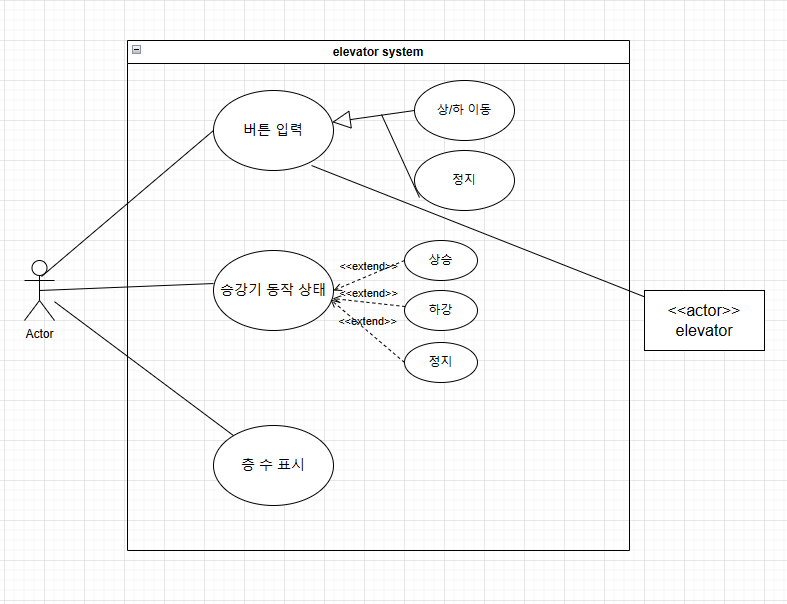 elevator system
버튼 입력
상/하 이동
정지
승강기 동작 상태
<<extend>>
상승
<<extend>>
하강
<<extend>>
정지
<<actor>>
elevator
Actor
층 수 표시